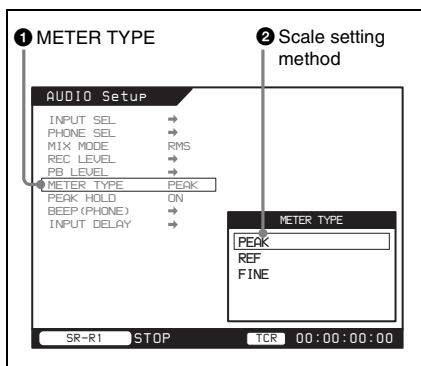 ❶ METER TYPE
❷ Scale setting
method
AUDIO Setup
INPUT SEL ➡
PHONE SEL ➡
MIX MODE RMS
REC LEVEL ➡
PB LEVEL ➡
METER TYPE PEAK
PEAK HOLD ON
BEEP(PHONE) ➡
INPUT DELAY ➡
METER TYPE
PEAK
REF
FINE
SR-R1 STOP TCR 00:00:00:00